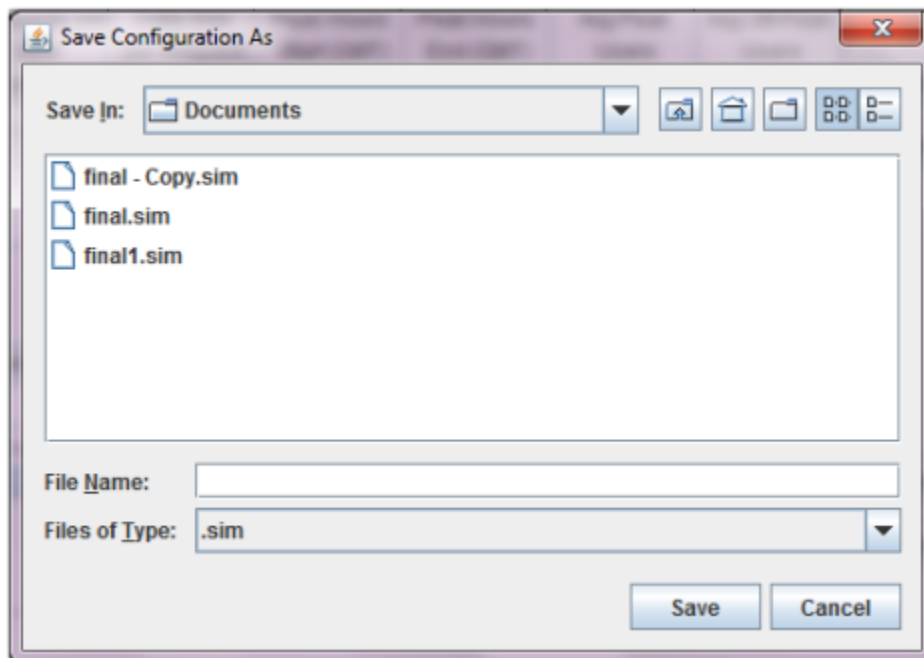 Save Configuration As
Save In: Documents
final - Copy.sim
final.sim
final1.sim
File Name:
Files of Type: .sim
Save Cancel